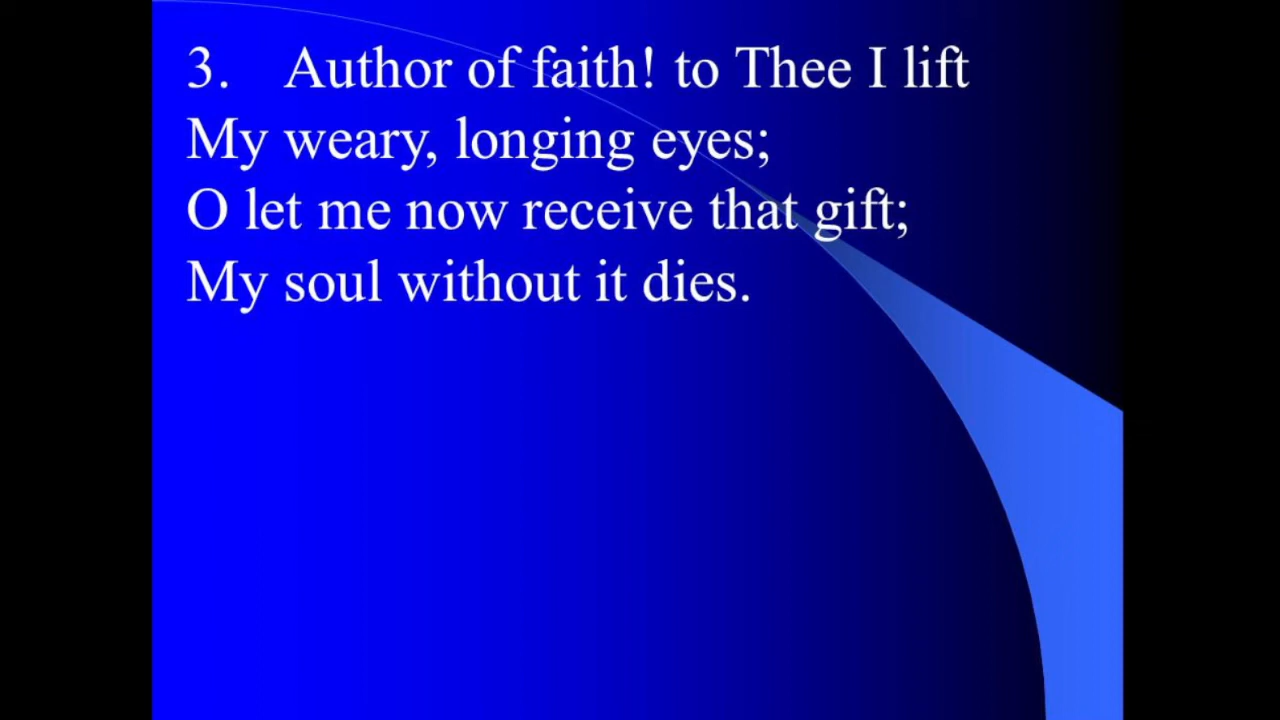 3. Author of faith! to Thee I lift
My weary, longing eyes;
O let me now receive that gift;
My soul without it dies.